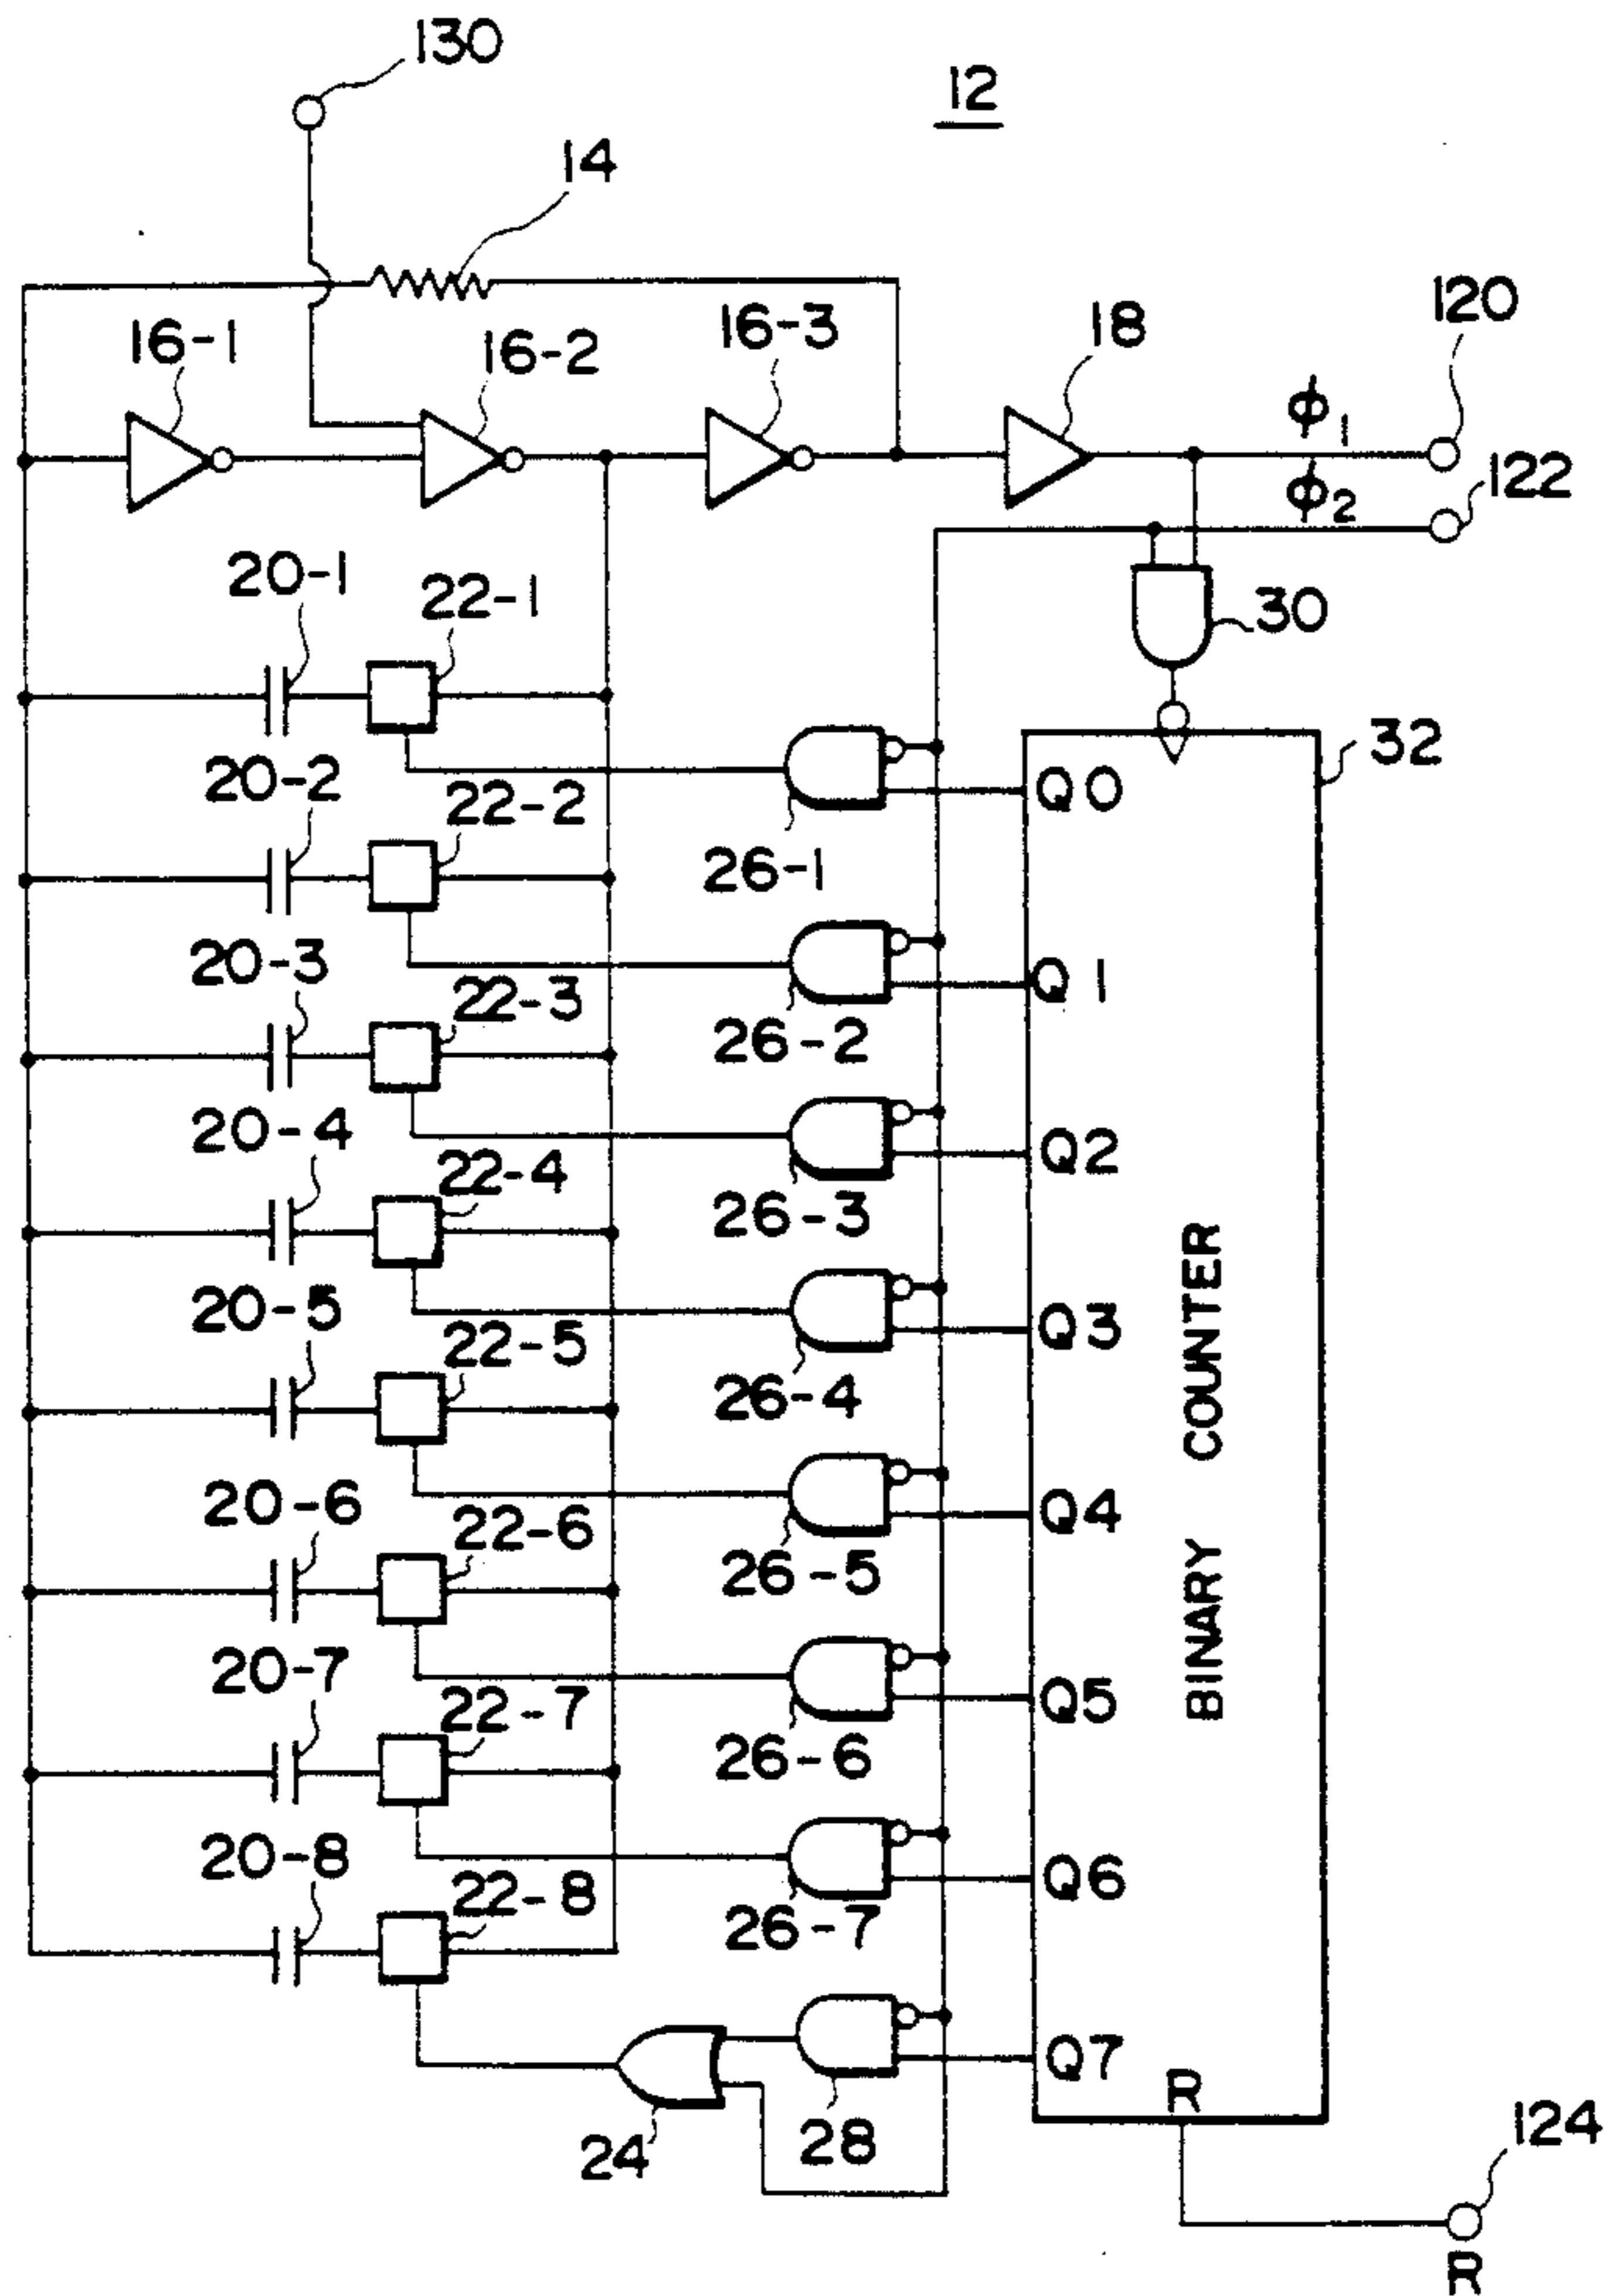 130
12
14
120
16-1
16-2
16-3
18
ϕ1
ϕ2
122
20-1
22-1
30
32
20-2
22-2
Q0
26-1
20-3
22-3
Q1
26-2
20-4
22-4
Q2
26-3
20-5
22-5
Q3
26-4
BINARY COUNTER
20-6
22-6
Q4
26-5
20-7
22-7
Q5
26-6
20-8
22-8
Q6
26-7
Q7
R
24
28
124
R